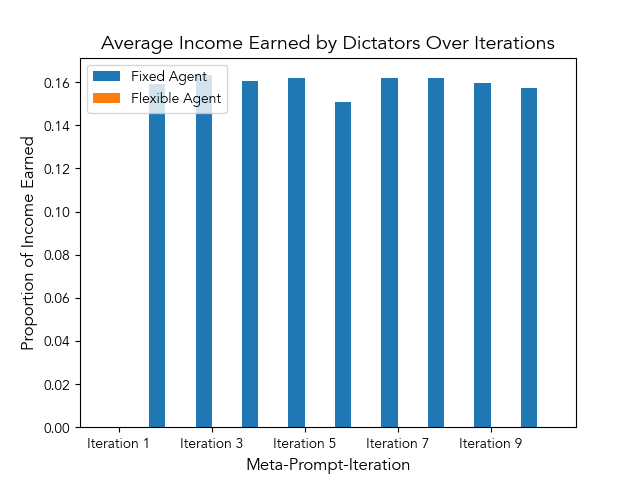 Average Income Earned by Dictators Over Iterations
Fixed Agent
Flexible Agent
Proportion of Income Earned
0.16
0.14
0.12
0.10
0.08
0.06
0.04
0.02
0.00
Iteration 1 Iteration 3 Iteration 5 Iteration 7 Iteration 9
Meta-Prompt-Iteration